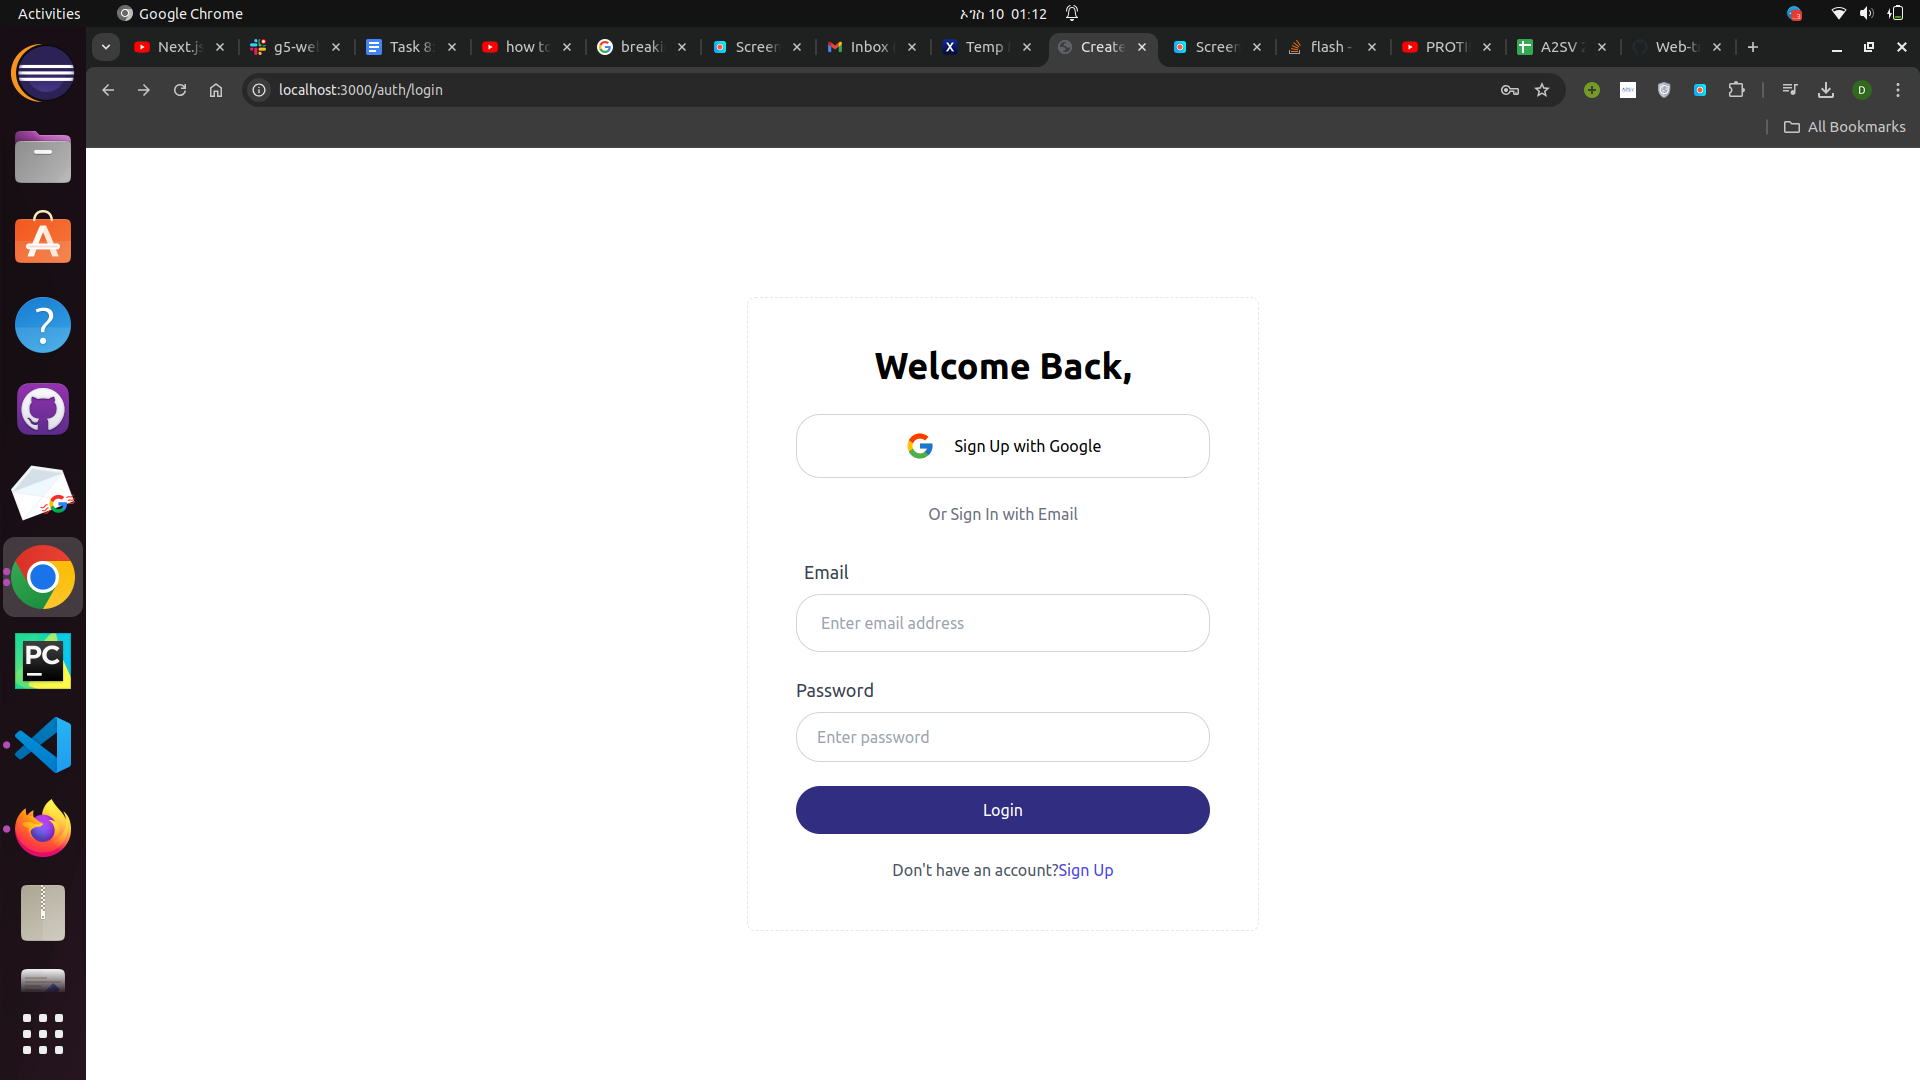 Activities
Google Chrome
ኦገስ 10 01:12
Next.js
g5-wel
Task 8
how to
breaki
Screen
Inbox
Temp
Create
Screen
flash -
PROTI
A2SV
Web-t
localhost:3000/auth/login
D
All Bookmarks
Welcome Back,
Sign Up with Google
Or Sign In with Email
Email
Enter email address
Password
Enter password
Login
Don't have an account?Sign Up
PC